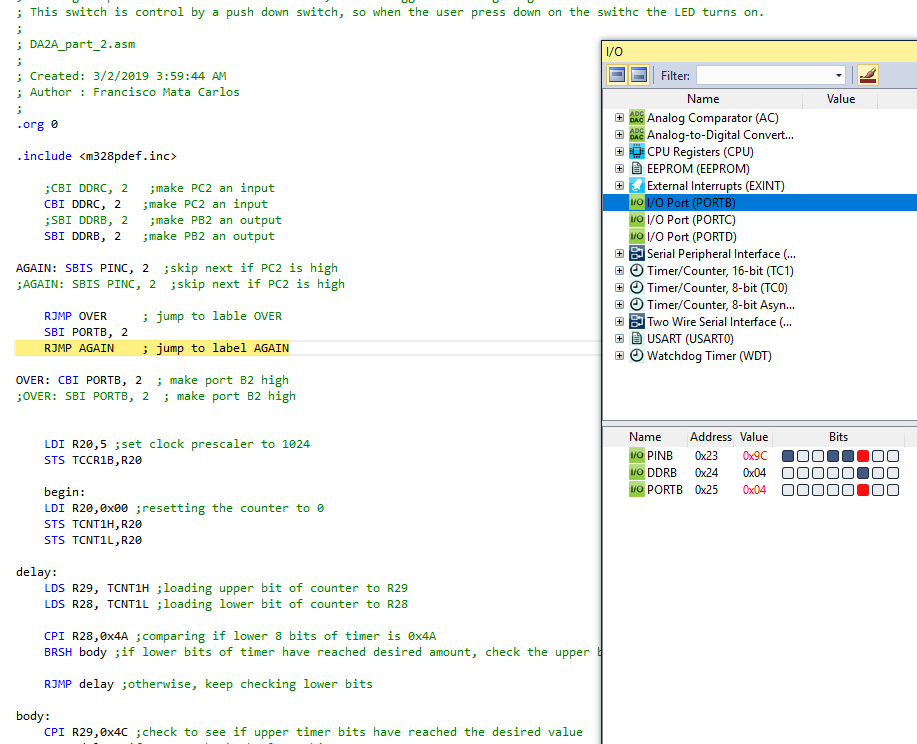 ; This switch is control by a push down switch, so when the user press down on the swithc the LED turns on.
;
; DA2A_part_2.asm
;
; Created: 3/2/2019 3:59:44 AM
; Author : Francisco Mata Carlos
;
.org 0
.include <m328pdef.inc>
;CBI DDRC, 2   ;make PC2 an input
CBI DDRC, 2   ;make PC2 an input
;SBI DDRB, 2   ;make PB2 an output
SBI DDRB, 2   ;make PB2 an output
AGAIN: SBIS PINC, 2  ;skip next if PC2 is high
;AGAIN: SBIS PINC, 2  ;skip next if PC2 is high
RJMP OVER     ; jump to lable OVER
SBI PORTB, 2
RJMP AGAIN    ; jump to label AGAIN
OVER: CBI PORTB, 2  ; make port B2 high
;OVER: SBI PORTB, 2  ; make port B2 high
LDI R20,5 ;set clock prescaler to 1024
STS TCCR1B,R20
begin:
LDI R20,0x00 ;resetting the counter to 0
STS TCNT1H,R20
STS TCNT1L,R20
delay:
LDS R29, TCNT1H ;loading upper bit of counter to R29
LDS R28, TCNT1L ;loading lower bit of counter to R28
CPI R28,0x4A ;comparing if lower 8 bits of timer is 0x4A
BRSH body ;if lower bits of timer have reached desired amount, check the upper
RJMP delay ;otherwise, keep checking lower bits
body:
CPI R29,0x4C ;check to see if upper timer bits have reached the desired value
I/O
Filter:
Name Value
Analog Comparator (AC)
Analog-to-Digital Convert...
CPU Registers (CPU)
EEPROM (EEPROM)
External Interrupts (EXINT)
I/O Port (PORTB)
I/O Port (PORTC)
I/O Port (PORTD)
Serial Peripheral Interface (...
Timer/Counter, 16-bit (TC1)
Timer/Counter, 8-bit (TC0)
Timer/Counter, 8-bit Asyn...
Two Wire Serial Interface (...
USART (USART0)
Watchdog Timer (WDT)
Name Address Value Bits
I/O PINB 0x23 0x9C
I/O DDRB 0x24 0x04
I/O PORTB 0x25 0x04